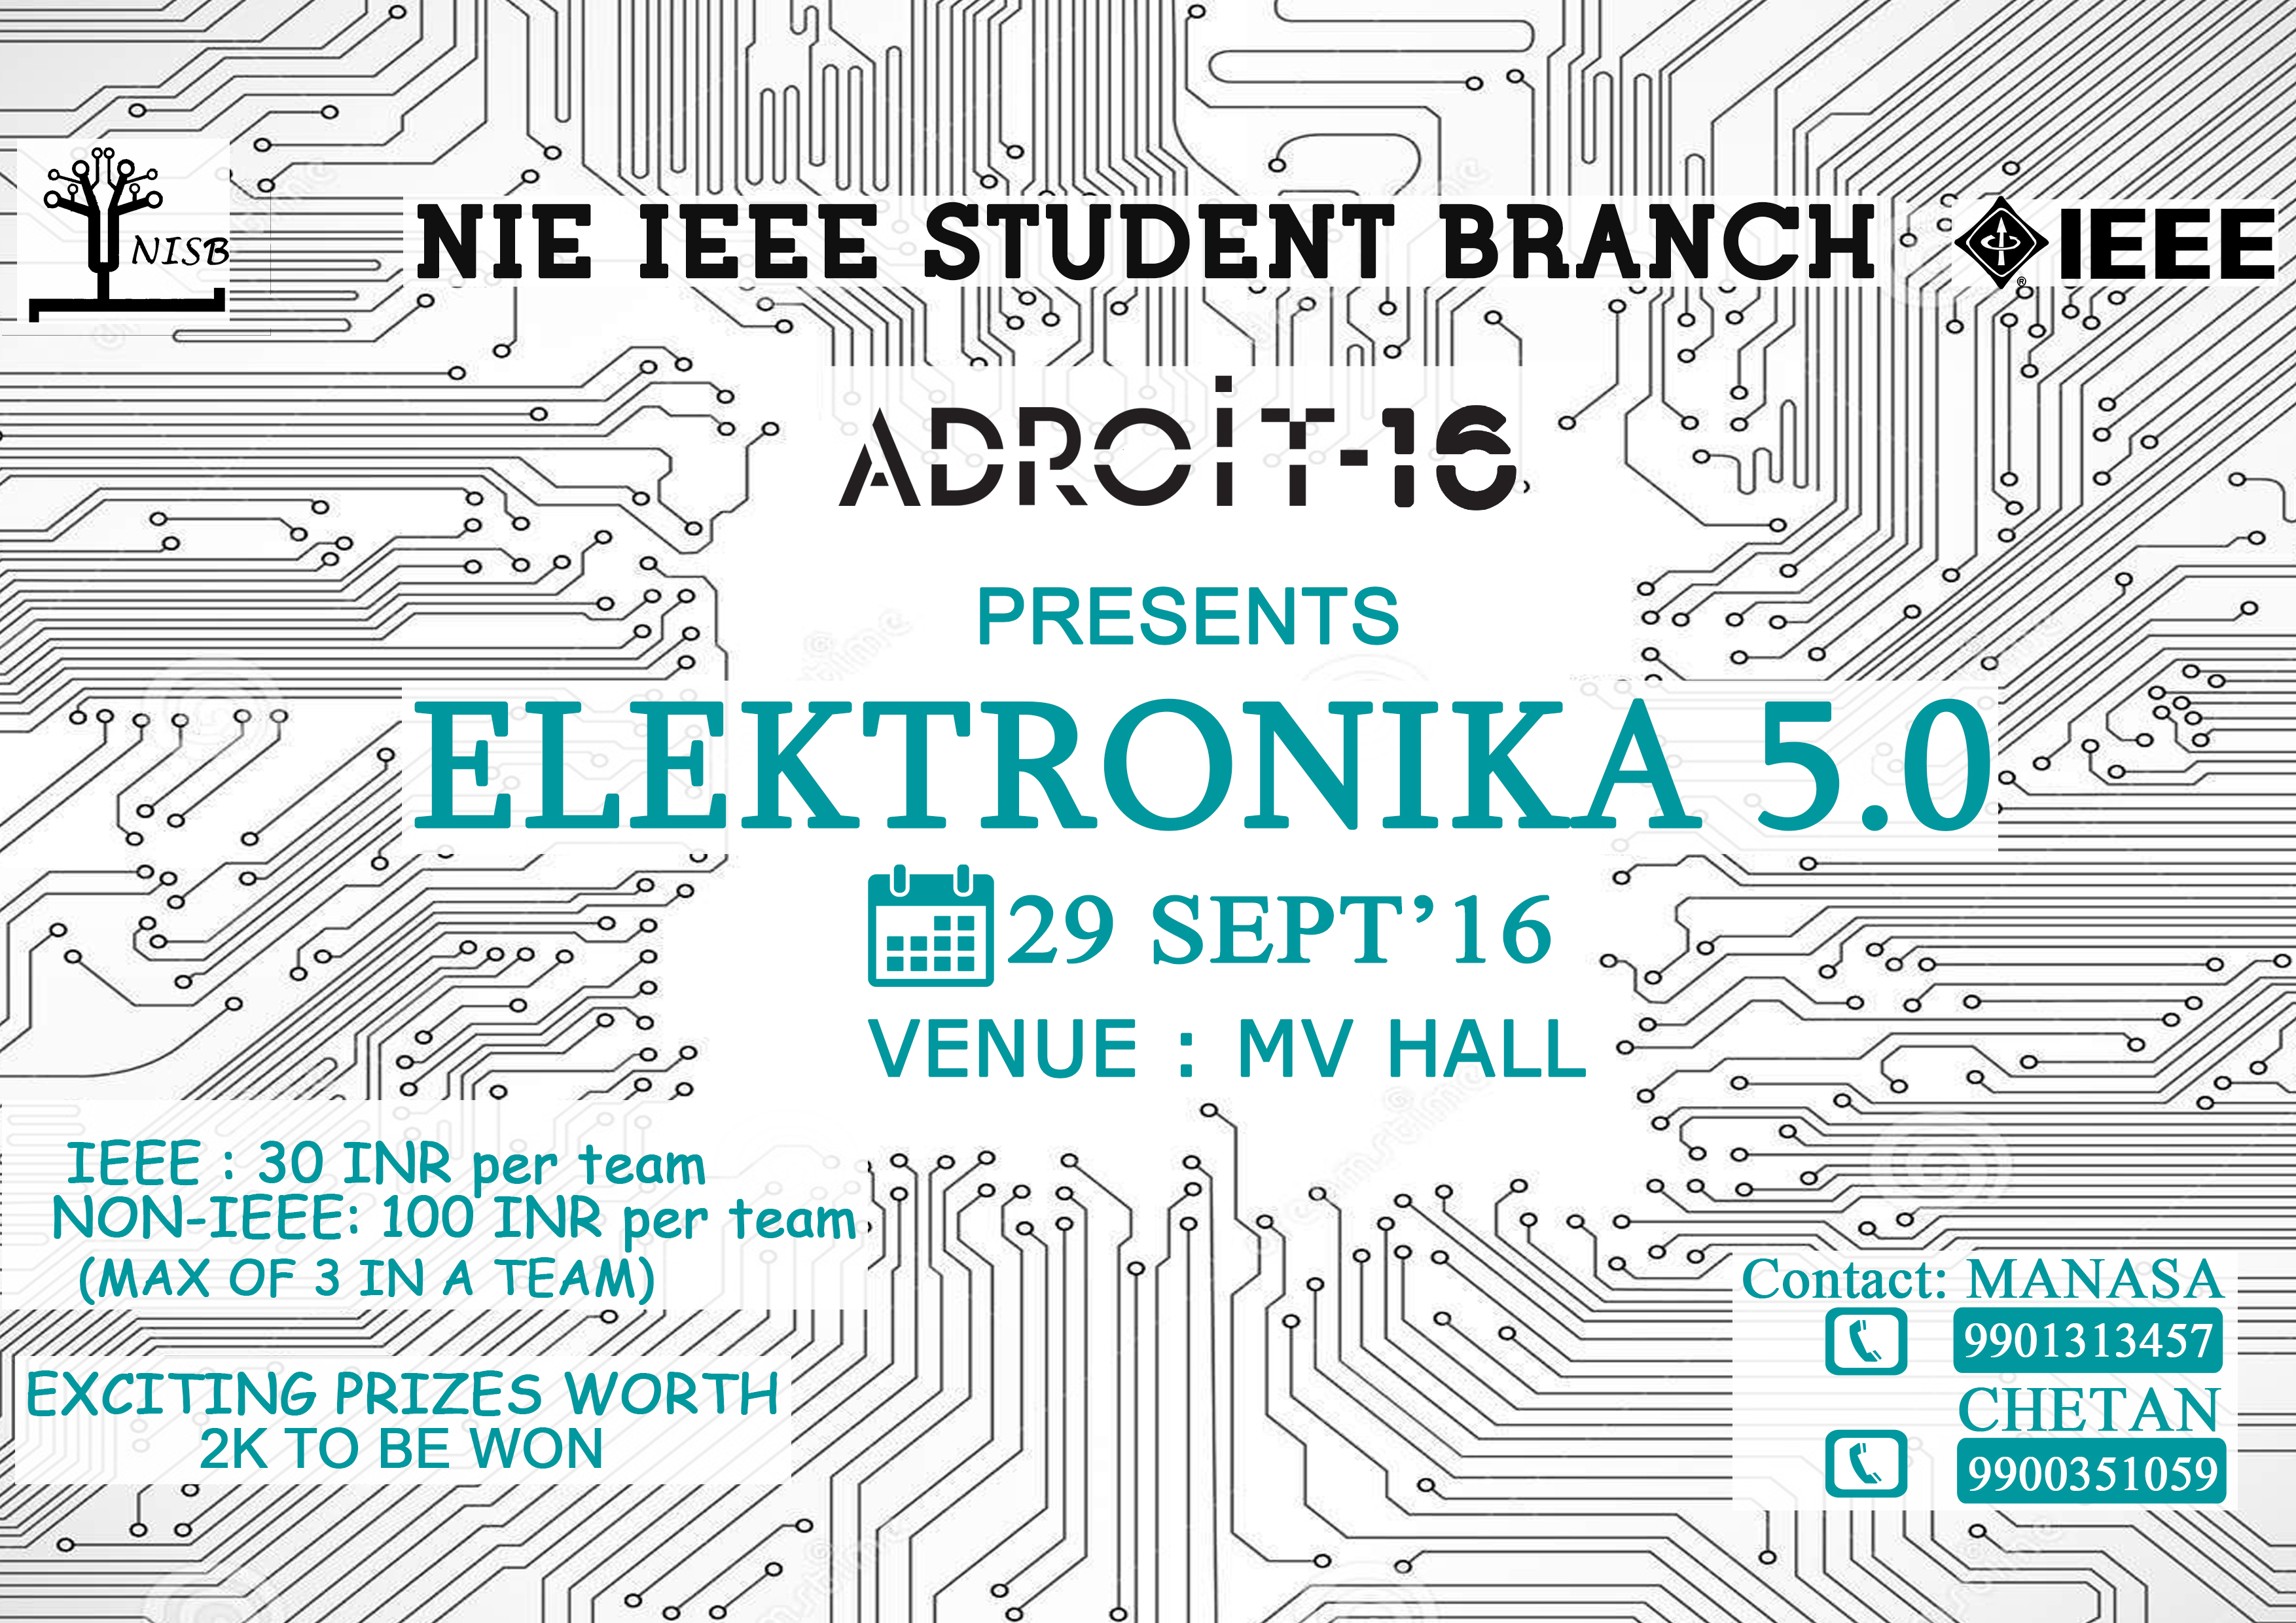 NISB
NIE IEEE STUDENT BRANCH
IEEE
ADROIT-16
PRESENTS
ELEKTRONIKA 5.0
29 SEPT'16
VENUE : MV HALL
IEEE : 30 INR per team
NON-IEEE: 100 INR per team
(MAX OF 3 IN A TEAM)
EXCITING PRIZES WORTH
2K TO BE WON
Contact: MANASA
9901313457
CHETAN
9900351059